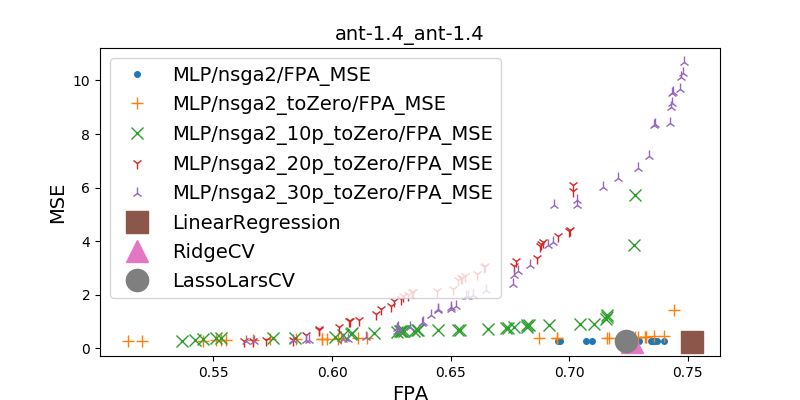 ant-1.4_ant-1.4
MSE
10
8
6
4
2
0
MLP/nsga2/FPA_MSE
MLP/nsga2_toZero/FPA_MSE
MLP/nsga2_10p_toZero/FPA_MSE
MLP/nsga2_20p_toZero/FPA_MSE
MLP/nsga2_30p_toZero/FPA_MSE
LinearRegression
RidgeCV
LassoLarsCV
0.55 0.60 0.65 0.70 0.75
FPA